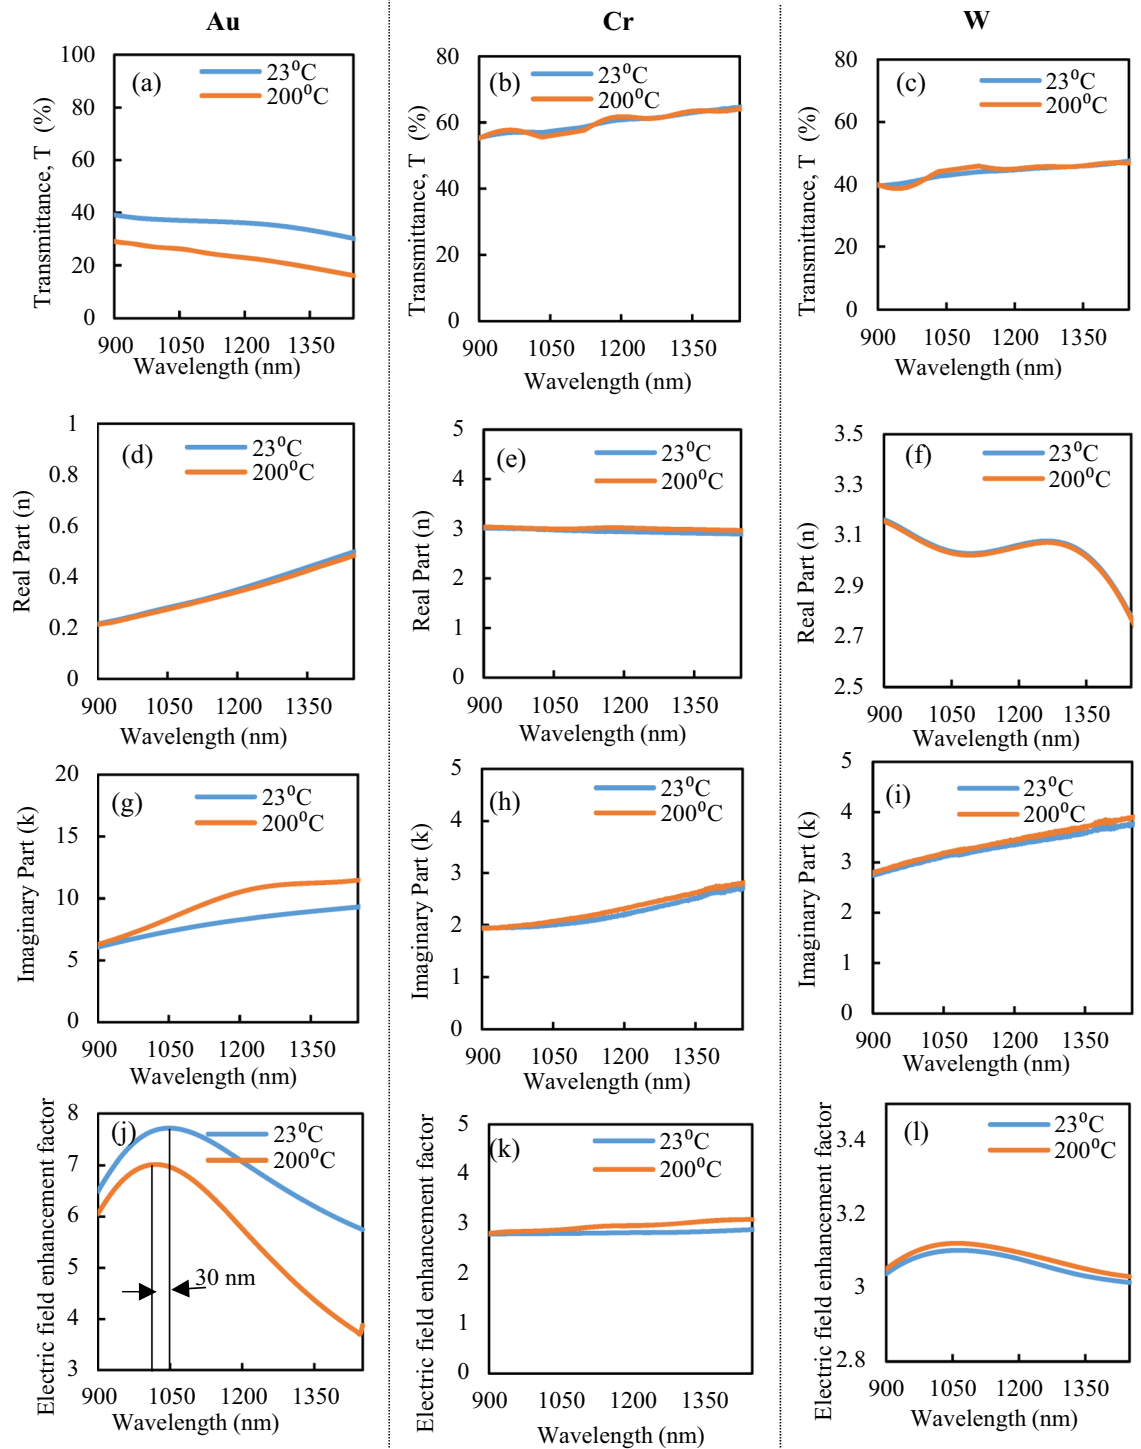 Au
Cr
W
(a)
23⁰C
200⁰C
Transmittance, T (%)
100
80
60
40
20
0
900 1050 1200 1350
Wavelength (nm)
(b)
23⁰C
200⁰C
Transmittance, T (%)
80
60
40
20
0
900 1050 1200 1350
Wavelength (nm)
(c)
23⁰C
200⁰C
Transmittance, T (%)
80
60
40
20
0
900 1050 1200 1350
Wavelength (nm)
(d)
23⁰C
200⁰C
Real Part (n)
1
0.8
0.6
0.4
0.2
0
900 1050 1200 1350
Wavelength (nm)
(e)
23⁰C
200⁰C
Real Part (n)
5
4
3
2
1
0
900 1050 1200 1350
Wavelength (nm)
(f)
23⁰C
200⁰C
Real Part (n)
3.5
3.3
3.1
2.9
2.7
2.5
900 1050 1200 1350
Wavelength (nm)
(g)
23⁰C
200⁰C
Imaginary Part (k)
20
15
10
5
0
900 1050 1200 1350
Wavelength (nm)
(h)
23⁰C
200⁰C
Imaginary Part (k)
5
4
3
2
1
0
900 1050 1200 1350
Wavelength (nm)
(i)
23⁰C
200⁰C
Imaginary Part (k)
5
4
3
2
1
0
900 1050 1200 1350
Wavelength (nm)
(j)
23⁰C
200⁰C
30 nm
Electric field enhancement factor
8
7
6
5
4
3
900 1050 1200 1350
Wavelength (nm)
(k)
23⁰C
200⁰C
Electric field enhancement factor
5
4
3
2
1
0
900 1050 1200 1350
Wavelength (nm)
(l)
23⁰C
200⁰C
Electric field enhancement factor
3.4
3.2
3
2.8
900 1050 1200 1350
Wavelength (nm)